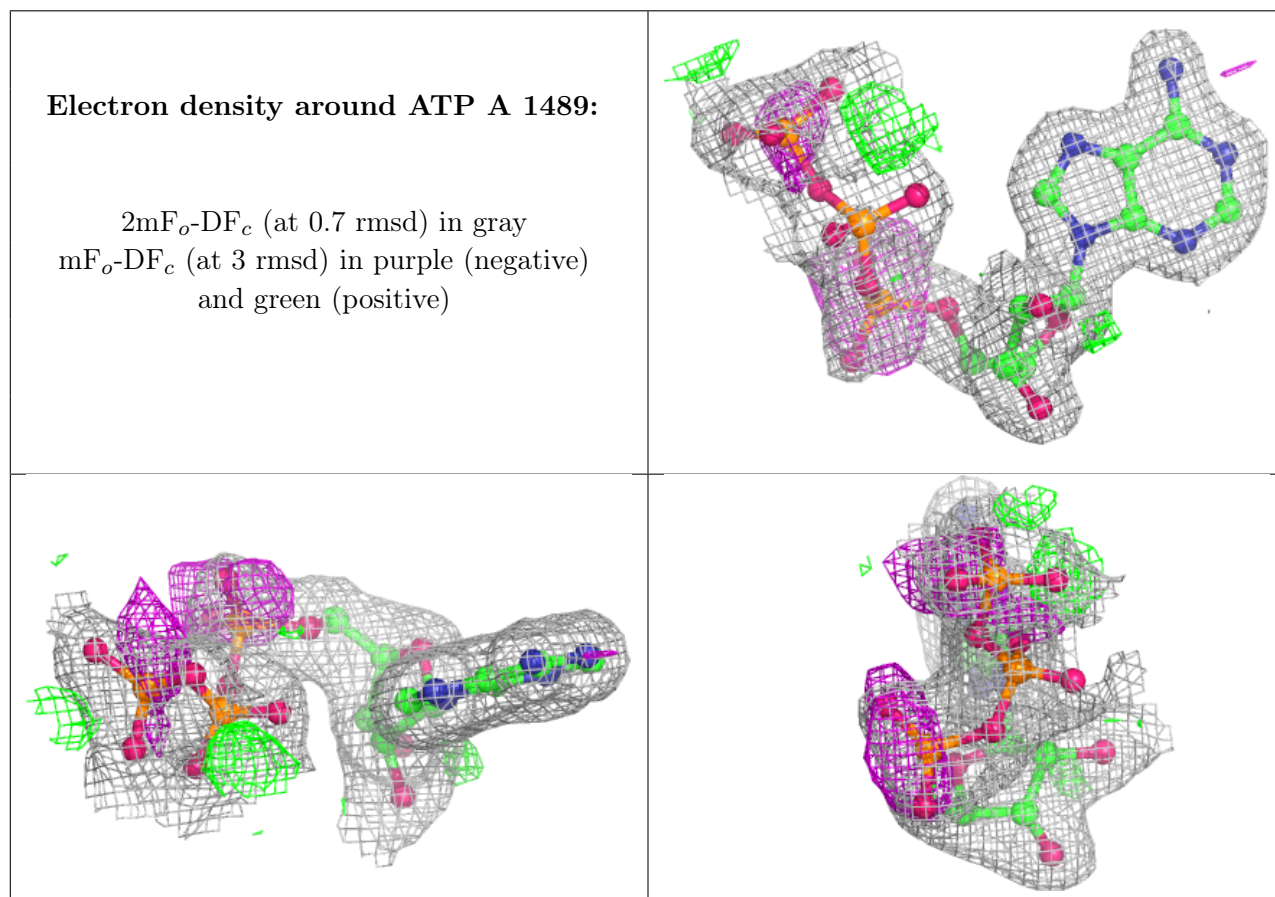 Electron density around ATP A 1489:
2mFo-DFc (at 0.7 rmsd) in gray
mFo-DFc (at 3 rmsd) in purple (negative)
and green (positive)